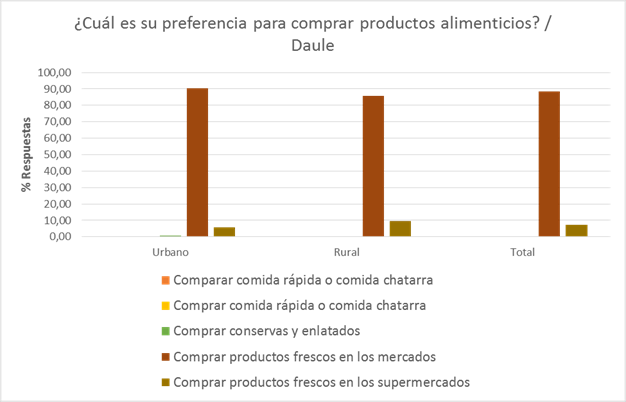 ¿Cuál es su preferencia para comprar productos alimenticios? /
Daule
100,00
90,00
80,00
70,00
60,00
50,00
40,00
30,00
20,00
10,00
0,00
% Respuestas
Urbano
Rural
Total
Comparar comida rápida o comida chatarra
Comprar comida rápida o comida chatarra
Comprar conservas y enlatados
Comprar productos frescos en los mercados
Comprar productos frescos en los supermercados